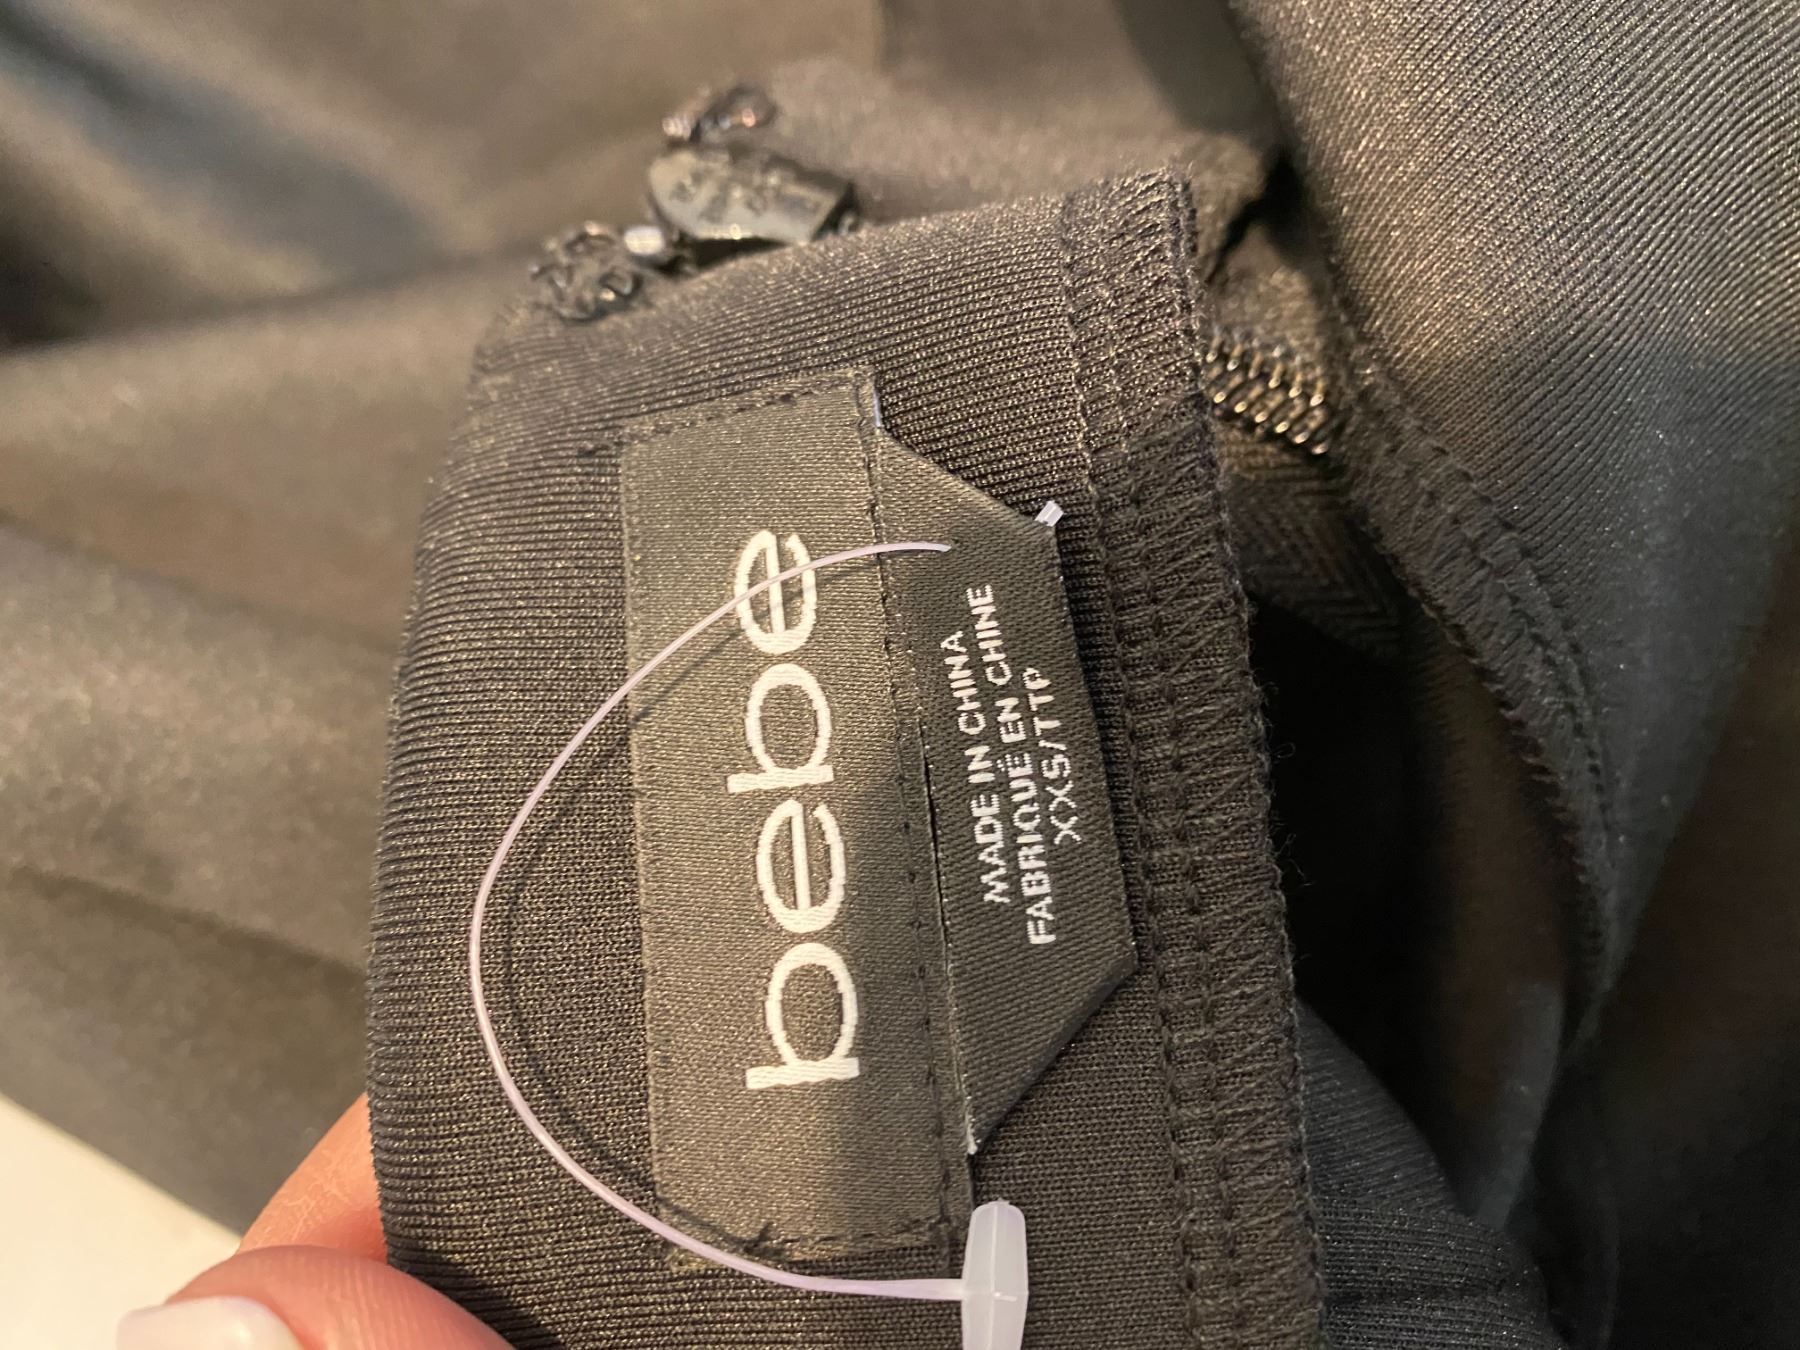 bebe
MADE IN CHINA
FABRIQUÉ EN CHINE
XXS/TTP